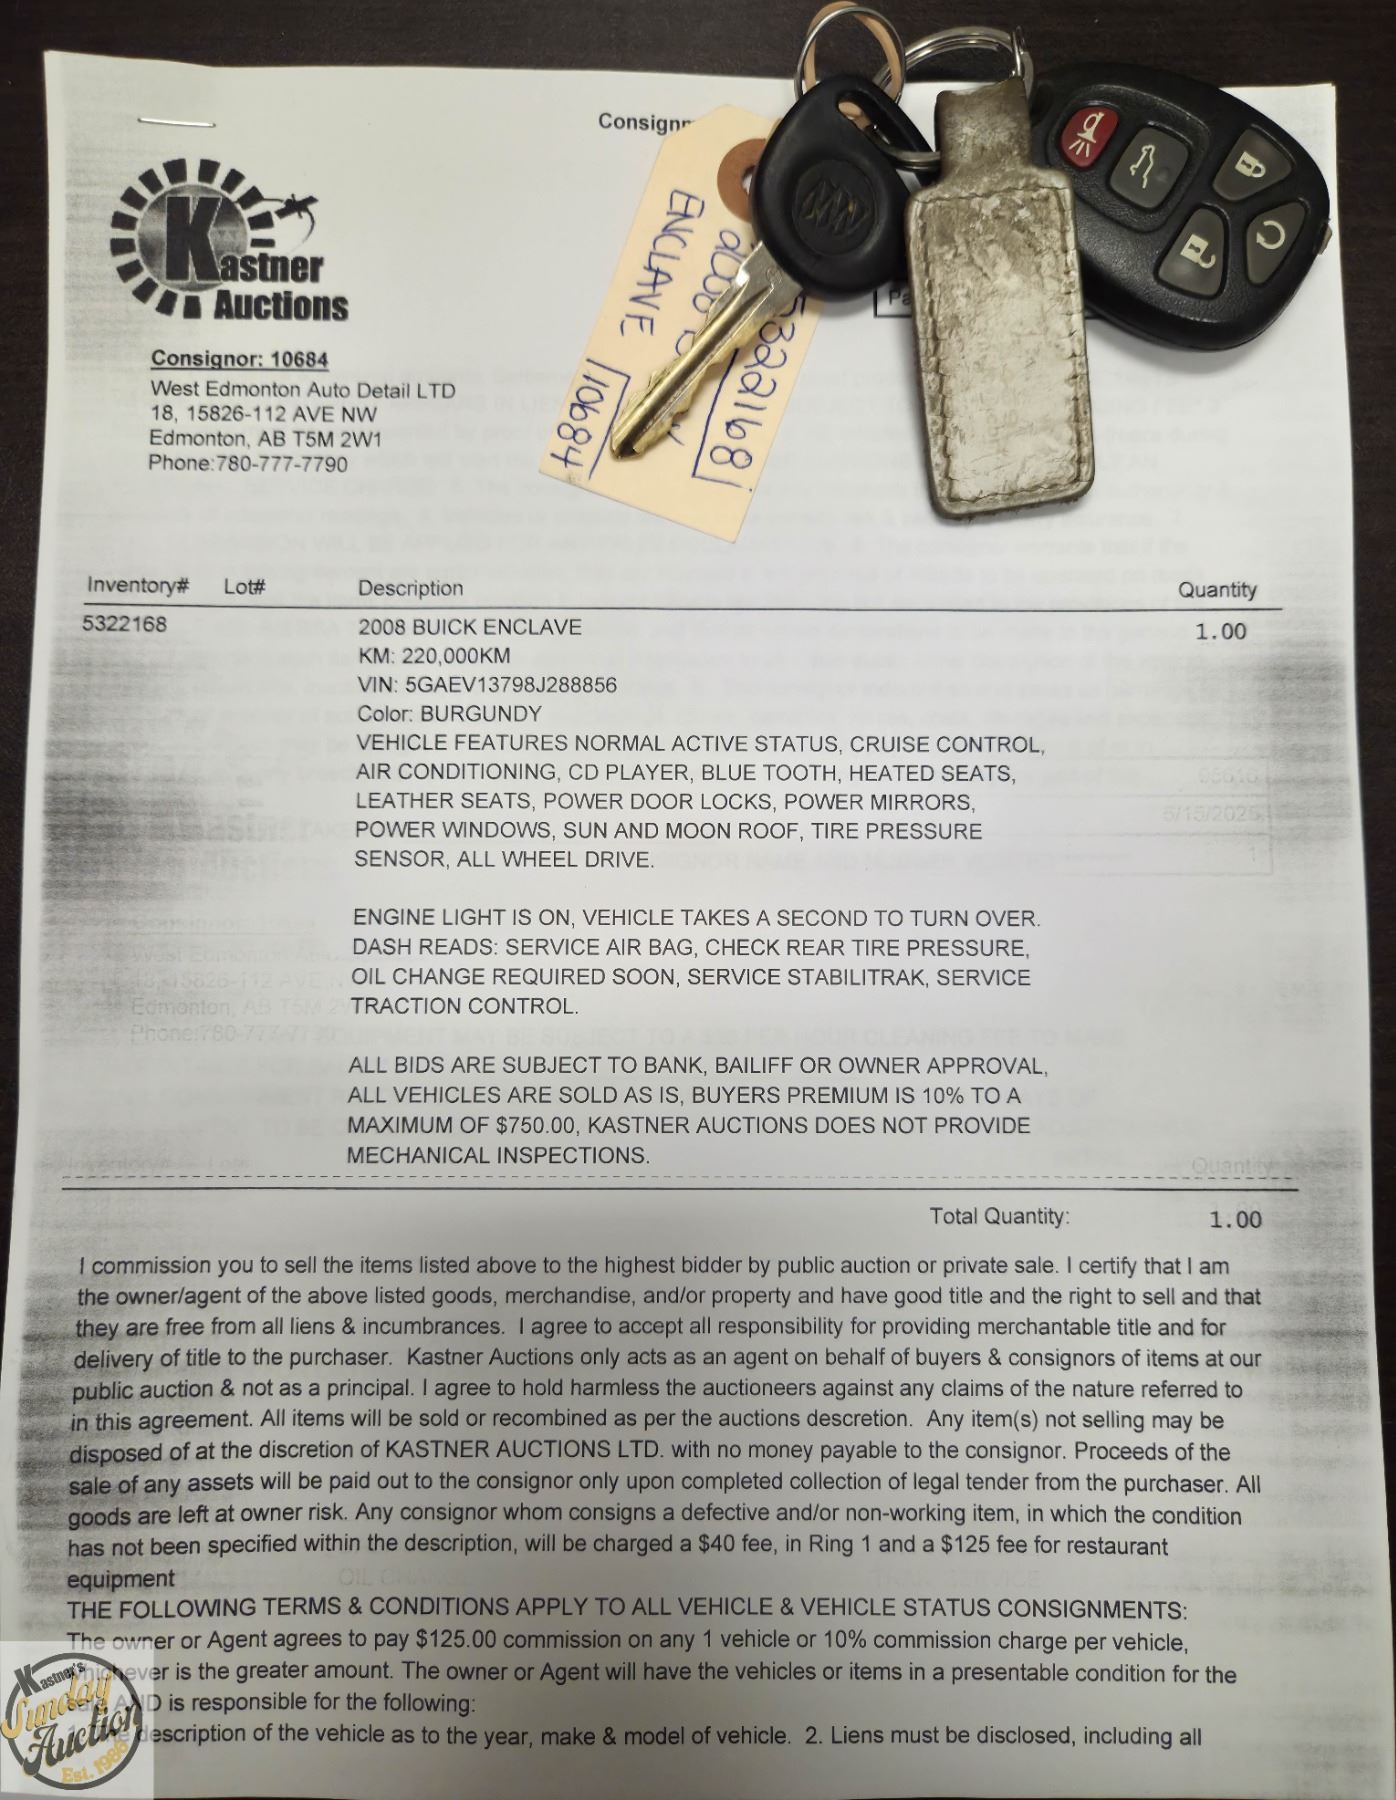 Kastner
Auctions
Consignor: 10684
West Edmonton Auto Detail LTD
18, 15826-112 AVE NW
Edmonton, AB T5M 2W1
Phone:780-777-7790
5322168
2008
ENCLAVE
10684
Inventory# Lot# Description Quantity
5322168 2008 BUICK ENCLAVE 1.00
KM: 220,000KM
VIN: 5GAEV13798J288856
Color: BURGUNDY
VEHICLE FEATURES NORMAL ACTIVE STATUS, CRUISE CONTROL,
AIR CONDITIONING, CD PLAYER, BLUE TOOTH, HEATED SEATS,
LEATHER SEATS, POWER DOOR LOCKS, POWER MIRRORS,
POWER WINDOWS, SUN AND MOON ROOF, TIRE PRESSURE
SENSOR, ALL WHEEL DRIVE.
ENGINE LIGHT IS ON, VEHICLE TAKES A SECOND TO TURN OVER.
DASH READS: SERVICE AIR BAG, CHECK REAR TIRE PRESSURE,
OIL CHANGE REQUIRED SOON, SERVICE STABILITRAK, SERVICE
TRACTION CONTROL.
ALL BIDS ARE SUBJECT TO BANK, BAILIFF OR OWNER APPROVAL,
ALL VEHICLES ARE SOLD AS IS, BUYERS PREMIUM IS 10% TO A
MAXIMUM OF $750.00, KASTNER AUCTIONS DOES NOT PROVIDE
MECHANICAL INSPECTIONS.
Total Quantity: 1.00
I commission you to sell the items listed above to the highest bidder by public auction or private sale. I certify that I am
the owner/agent of the above listed goods, merchandise, and/or property and have good title and the right to sell and that
they are free from all liens & incumbrances. I agree to accept all responsibility for providing merchantable title and for
delivery of title to the purchaser. Kastner Auctions only acts as an agent on behalf of buyers & consignors of items at our
public auction & not as a principal. I agree to hold harmless the auctioneers against any claims of the nature referred to
in this agreement. All items will be sold or recombined as per the auctions descretion. Any item(s) not selling may be
disposed of at the discretion of KASTNER AUCTIONS LTD. with no money payable to the consignor. Proceeds of the
sale of any assets will be paid out to the consignor only upon completed collection of legal tender from the purchaser. All
goods are left at owner risk. Any consignor whom consigns a defective and/or non-working item, in which the condition
has not been specified within the description, will be charged a $40 fee, in Ring 1 and a $125 fee for restaurant
equipment
THE FOLLOWING TERMS & CONDITIONS APPLY TO ALL VEHICLE & VEHICLE STATUS CONSIGNMENTS:
The owner or Agent agrees to pay $125.00 commission on any 1 vehicle or 10% commission charge per vehicle,
is the greater amount. The owner or Agent will have the vehicles or items in a presentable condition for the
AND is responsible for the following:
description of the vehicle as to the year, make & model of vehicle. 2. Liens must be disclosed, including all
Kastner's
Sunday
Auction
Est. 1986